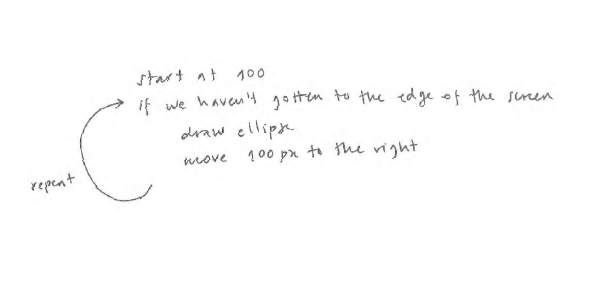 start at 100
if we haven't gotten to the edge of the screen
draw ellipse
move 100 px to the right
repeat